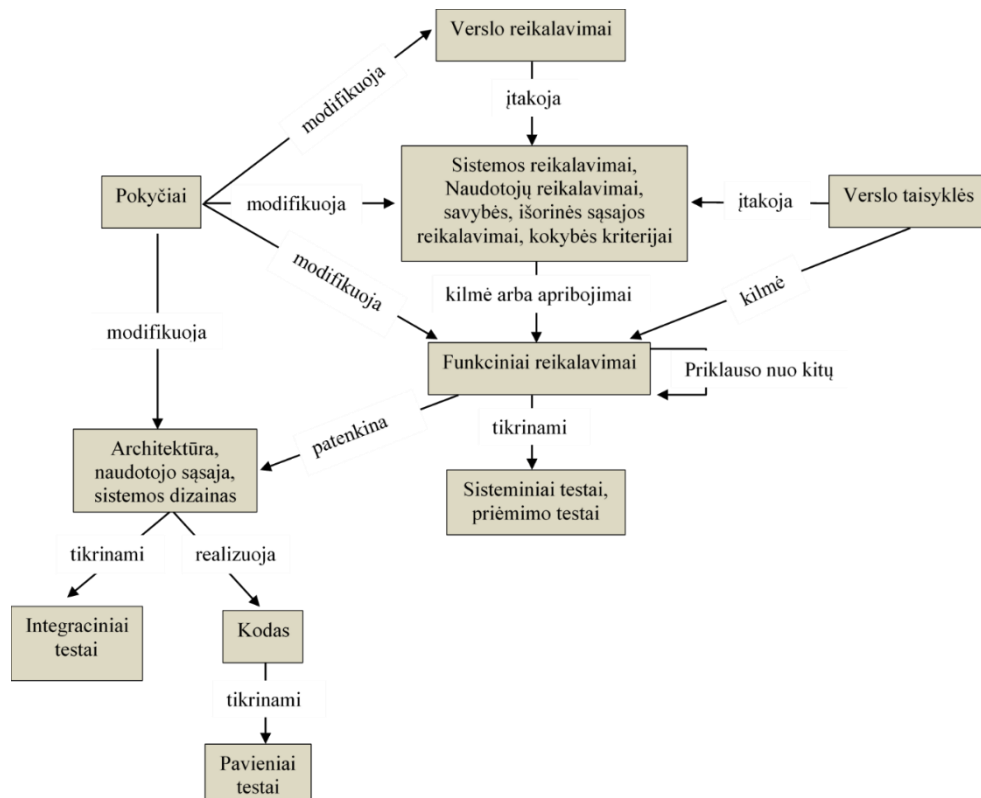 Verslo reikalavimai
modifikuoja
įtakoja
Sistemos reikalavimai,
Naudotojų reikalavimai,
savybės, išorinės sąsajos
reikalavimai, kokybės kriterijai
Pokyčiai
modifikuoja
įtakoja
Verslo taisyklės
modifikuoja
kilmė arba apribojimai
kilmė
modifikuoja
Funkciniai reikalavimai
Priklauso nuo kitų
patenkina
tikrinami
Architektūra,
naudotojo sąsaja,
sistemos dizainas
Sisteminiai testai,
priėmimo testai
tikrinami
realizuoja
Integraciniai
testai
Kodas
tikrinami
Pavieniai
testai